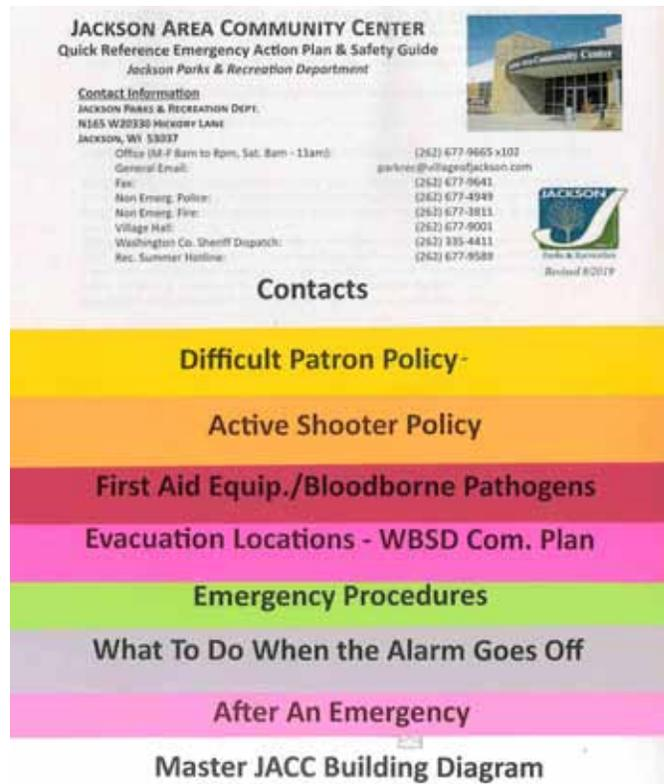 JACKSON AREA COMMUNITY CENTER
Quick Reference Emergency Action Plan & Safety Guide
Jackson Parks & Recreation Department
Contact Information
JACKSON PARKS & RECREATION DEPT.
N165 W20330 HICKORY LANE
JACKSON, WI 53037
Office (M-F 8am to 8pm, Sat. 8am - 11am): (262) 677-9665 x102
General Email: parkrec@villageofjackson.com
Fax: (262) 677-9641
Non Emerg. Police: (262) 677-4949
Non Emerg. Fire: (262) 677-3811
Village Hall: (262) 677-9001
Washington Co. Sheriff Dispatch: (262) 335-4411
Rec. Summer Hotline: (262) 677-9589
Community Center
JACKSON
Parks & Recreation
Revised 8/2019
Contacts
Difficult Patron Policy
Active Shooter Policy
First Aid Equip./Bloodborne Pathogens
Evacuation Locations - WBSD Com. Plan
Emergency Procedures
What To Do When the Alarm Goes Off
After An Emergency
Master JACC Building Diagram